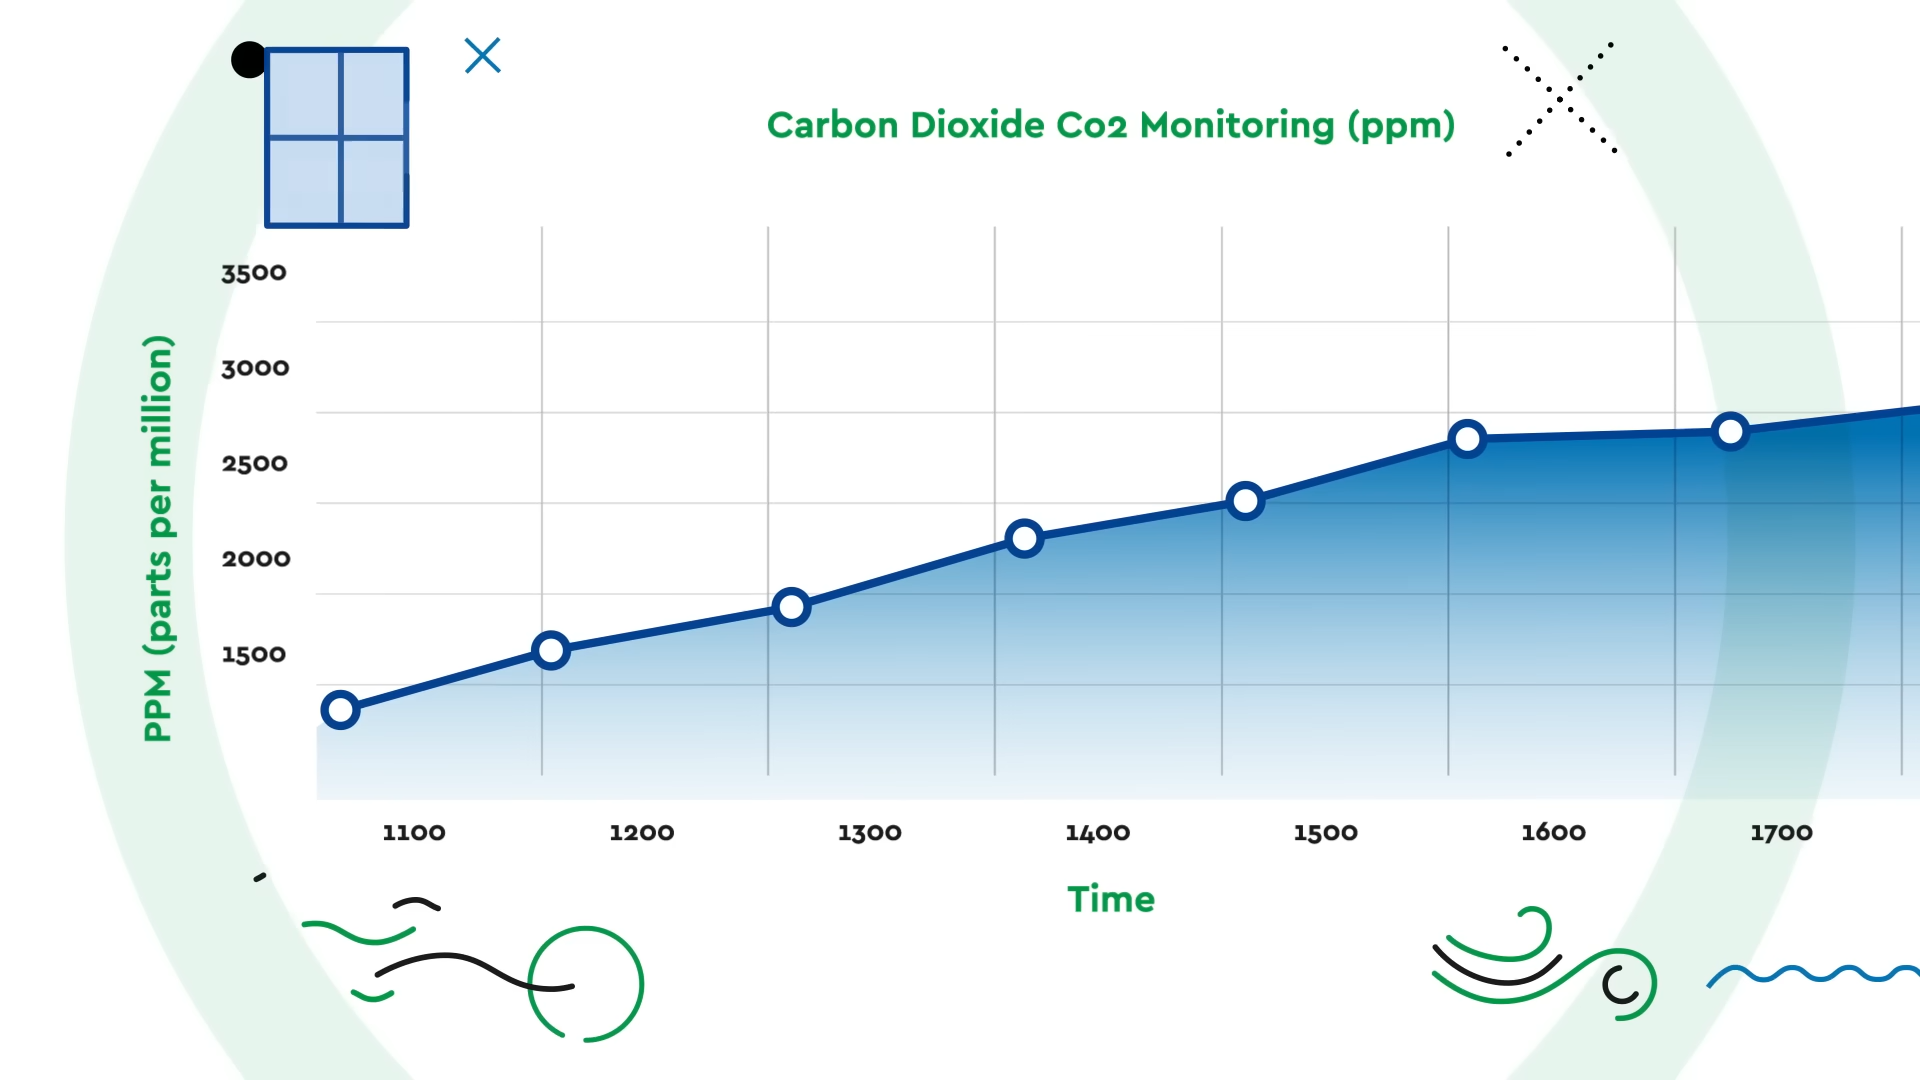 Carbon Dioxide Co2 Monitoring (ppm)
PPM (parts per million)
3500
3000
2500
2000
1500
1100 1200 1300 1400 1500 1600 1700
Time